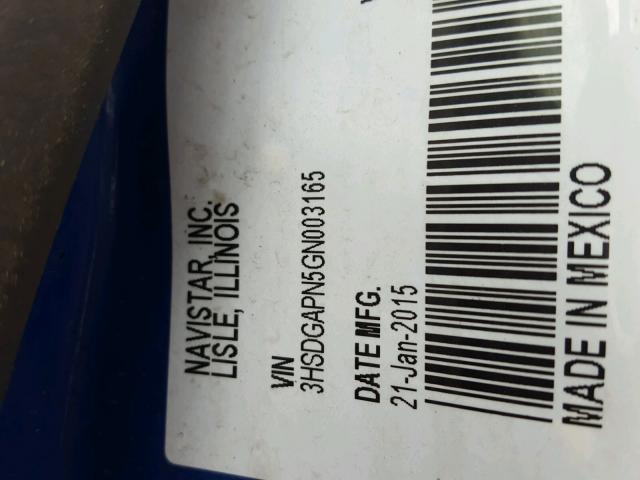 NAVISTAR, INC.
LISLE, ILLINOIS
VIN
3HSDGAPN5GN003165
DATE MFG.
21-Jan-2015
MADE IN MEXICO